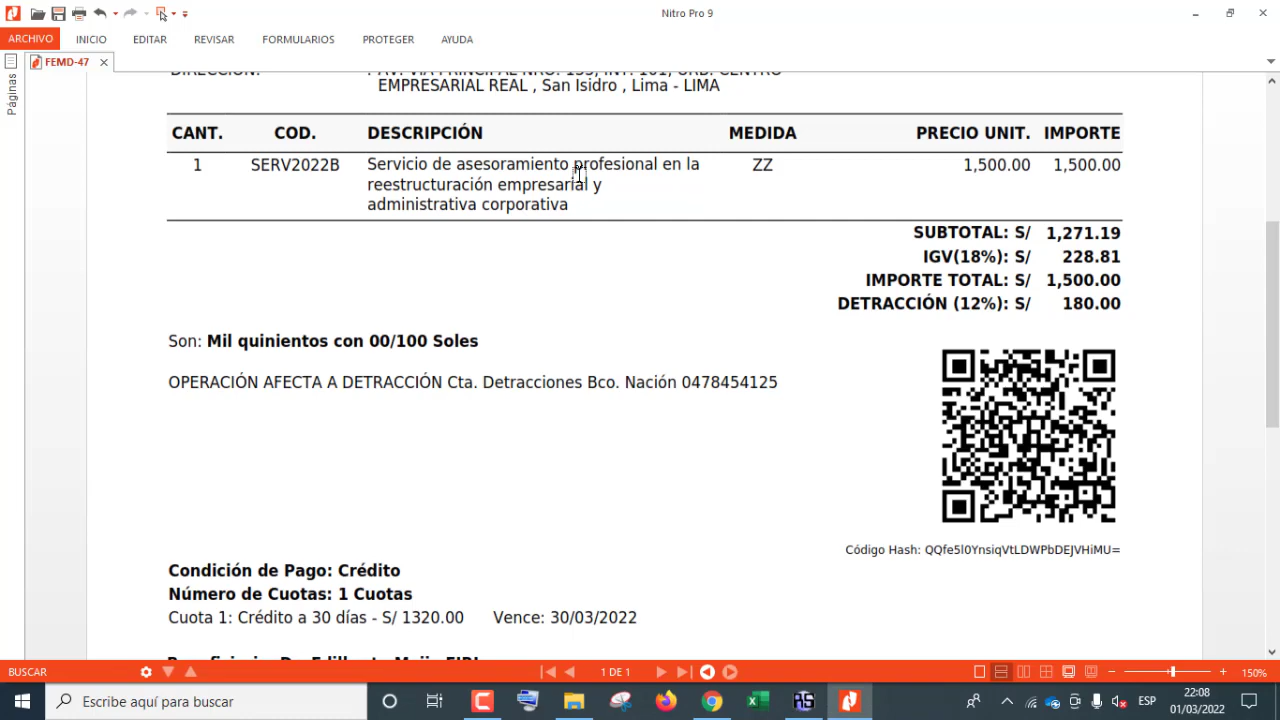 Nitro Pro 9
ARCHIVO INICIO EDITAR REVISAR FORMULARIOS PROTEGER AYUDA
FEMD-47
Páginas
EMPRESARIAL REAL , San Isidro , Lima - LIMA
CANT. COD. DESCRIPCIÓN MEDIDA PRECIO UNIT. IMPORTE
1 SERV2022B Servicio de asesoramiento profesional en la ZZ 1,500.00 1,500.00
reestructuración empresarial y
administrativa corporativa
SUBTOTAL: S/ 1,271.19
IGV(18%): S/ 228.81
IMPORTE TOTAL: S/ 1,500.00
DETRACCIÓN (12%): S/ 180.00
Son: Mil quinientos con 00/100 Soles
OPERACIÓN AFECTA A DETRACCIÓN Cta. Detracciones Bco. Nación 0478454125
Código Hash: QQfe5l0YnsiqVtLDWPbDEJVHiMU=
Condición de Pago: Crédito
Número de Cuotas: 1 Cuotas
Cuota 1: Crédito a 30 días - S/ 1320.00 Vence: 30/03/2022
BUSCAR 1 DE 1 150%
Escribe aquí para buscar ESP 22:08
01/03/2022